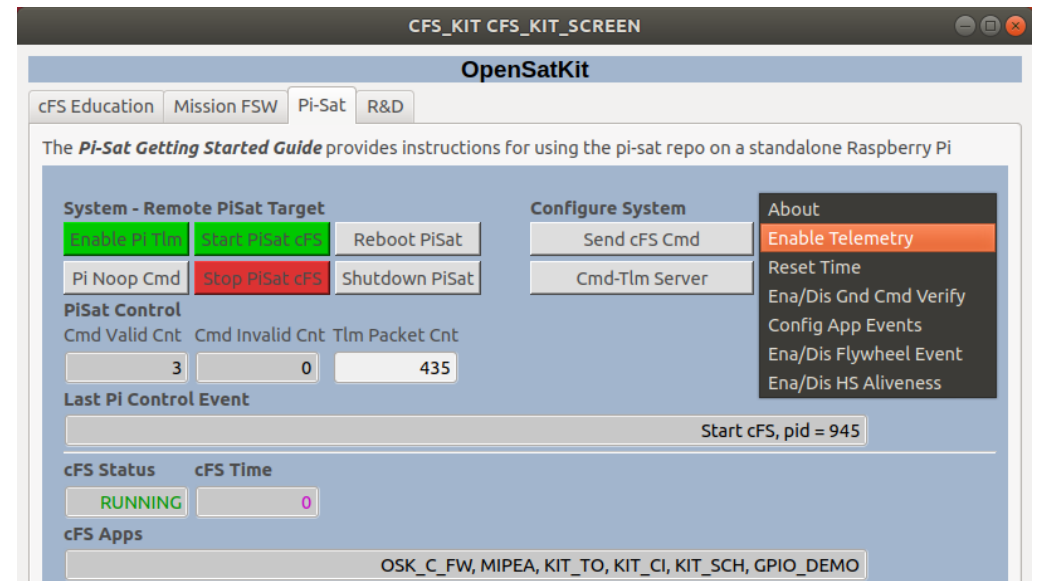 CFS_KIT CFS_KIT_SCREEN
OpenSatKit
cFS Education Mission FSW Pi-Sat R&D
The Pi-Sat Getting Started Guide provides instructions for using the pi-sat repo on a standalone Raspberry Pi
System - Remote PiSat Target
Enable Pi Tlm Start PiSat cFS Reboot PiSat
Pi Noop Cmd Stop PiSat cFS Shutdown PiSat
Configure System
Send cFS Cmd
Cmd-Tlm Server
About
Enable Telemetry
Reset Time
Ena/Dis Gnd Cmd Verify
Config App Events
Ena/Dis Flywheel Event
Ena/Dis HS Aliveness
PiSat Control
Cmd Valid Cnt Cmd Invalid Cnt Tlm Packet Cnt
3 0 435
Last Pi Control Event
Start cFS, pid = 945
cFS Status cFS Time
RUNNING 0
cFS Apps
OSK_C_FW, MIPEA, KIT_TO, KIT_CI, KIT_SCH, GPIO_DEMO